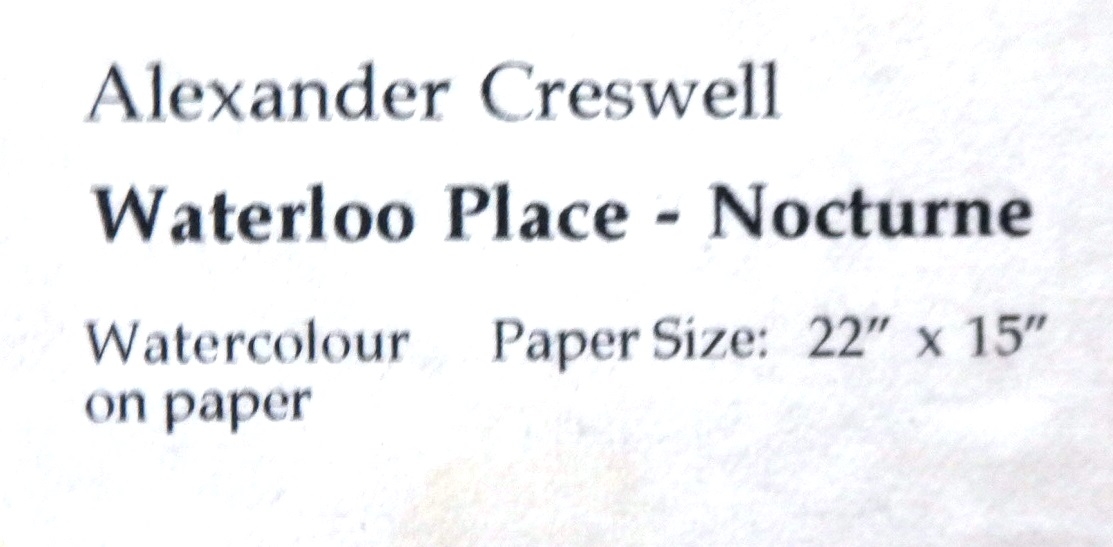 Alexander Creswell
Waterloo Place - Nocturne
Watercolour Paper Size: 22" x 15"
on paper